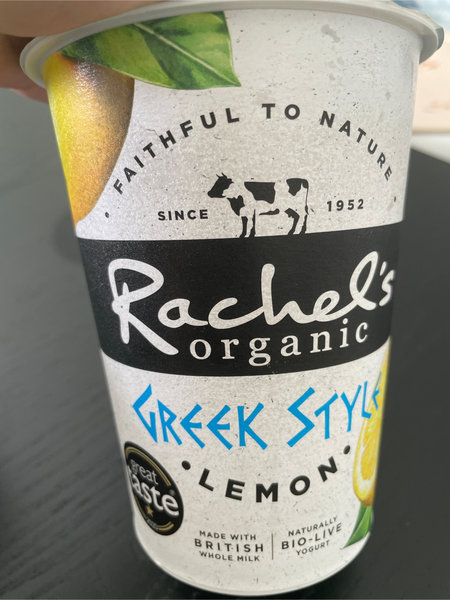 FAITHFUL TO NATURE
SINCE 1952
Rachel's
organic
GREEK STYLE
LEMON
great
taste
MADE WITH
BRITISH
WHOLE MILK
NATURALLY
BIO-LIVE
YOGURT